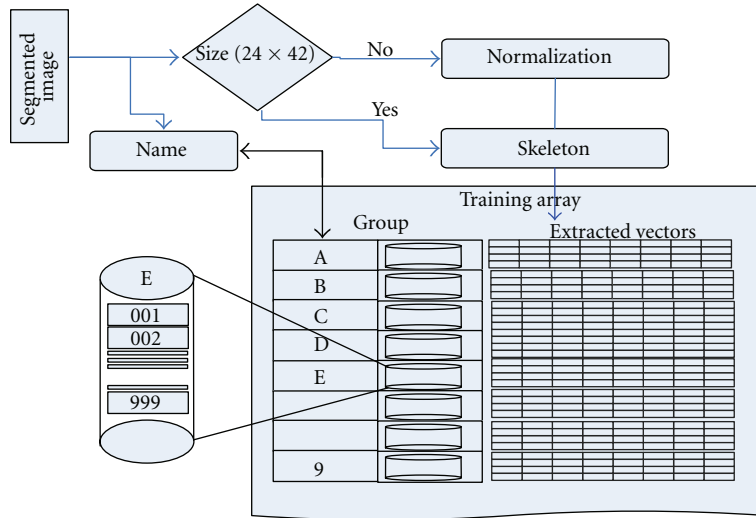 Segmented
image
Size (24 × 42)
No
Normalization
Yes
Name
Skeleton
Training array
Group
Extracted vectors
A
B
C
D
E
9
E
001
002
999